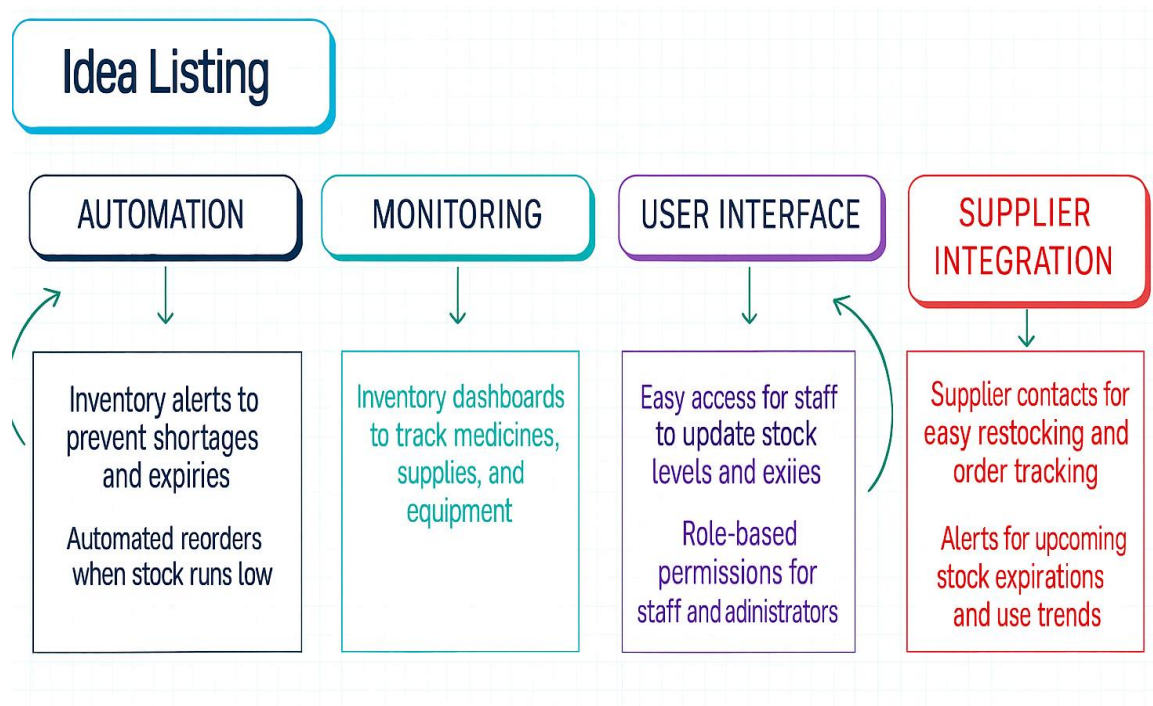 Idea Listing
AUTOMATION
Inventory alerts to
prevent shortages
and expiries
Automated reorders
when stock runs low
MONITORING
Inventory dashboards
to track medicines,
supplies, and
equipment
USER INTERFACE
Easy access for staff
to update stock
levels and exiies
Role-based
permissions for
staff and adinistrators
SUPPLIER
INTEGRATION
Supplier contacts for
easy restocking and
order tracking
Alerts for upcoming
stock expirations
and use trends